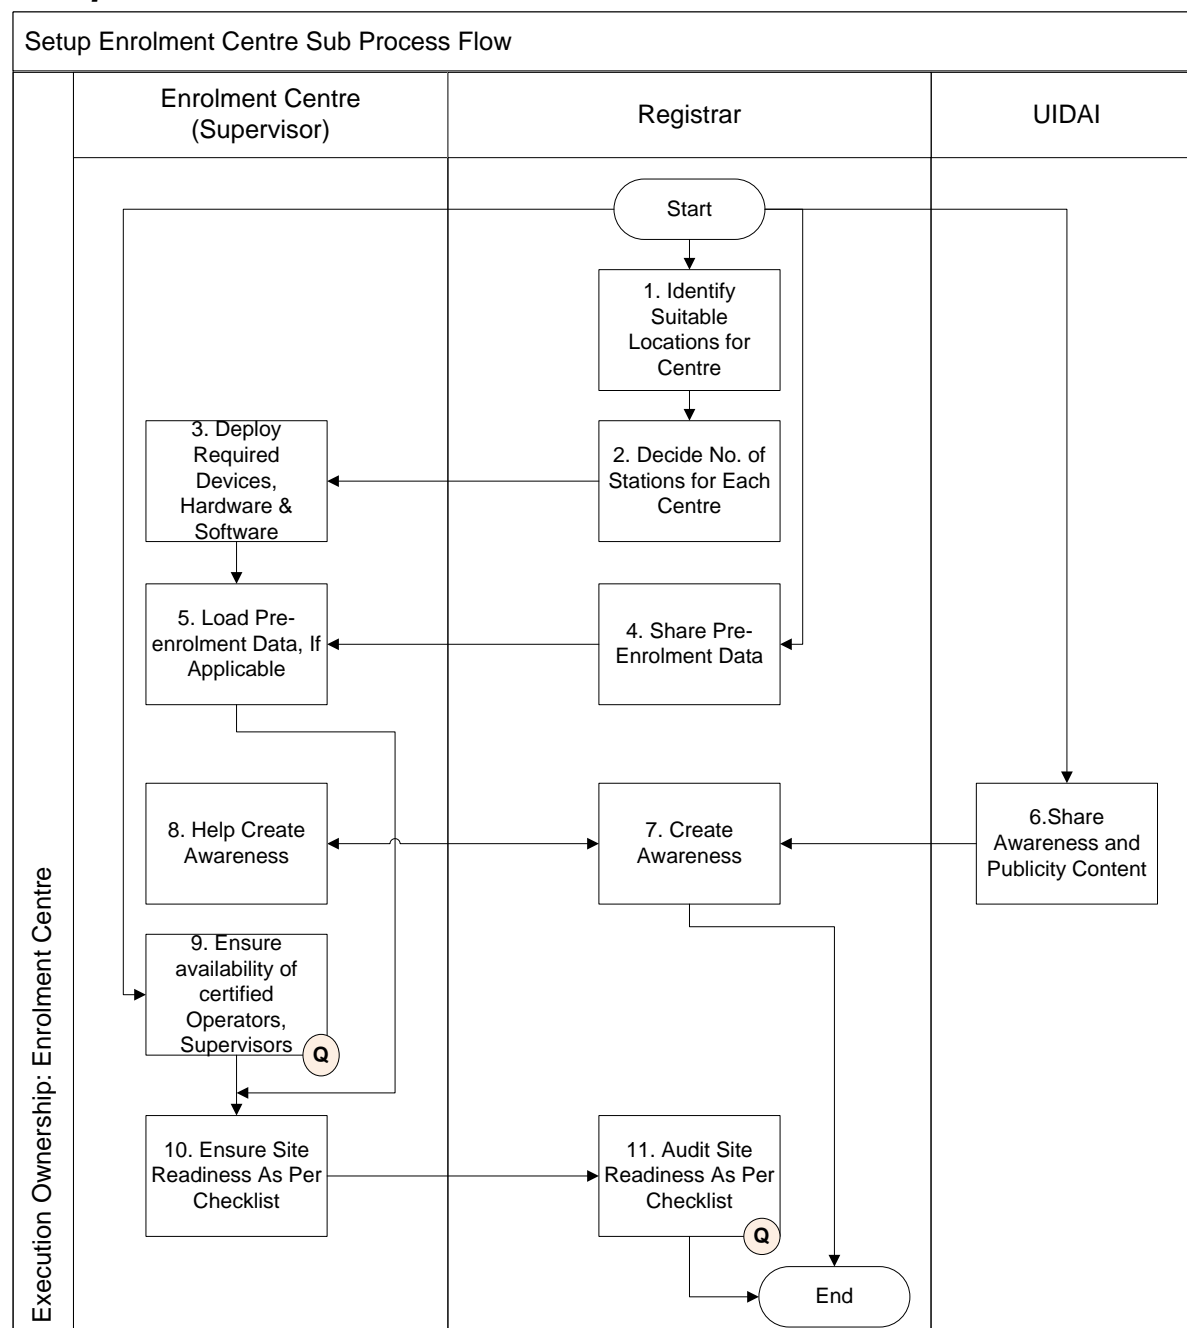 Setup Enrolment Centre Sub Process Flow
Enrolment Centre
(Supervisor)
Registrar
UIDAI
Start
1. Identify
Suitable
Locations for
Centre
3. Deploy
Required
Devices,
Hardware &
Software
2. Decide No. of
Stations for Each
Centre
5. Load Pre-
enrolment Data, If
Applicable
4. Share Pre-
Enrolment Data
8. Help Create
Awareness
7. Create
Awareness
6.Share
Awareness and
Publicity Content
9. Ensure
availability of
certified
Operators,
Supervisors
Q
10. Ensure Site
Readiness As Per
Checklist
11. Audit Site
Readiness As Per
Checklist
Q
End
Execution Ownership: Enrolment Centre